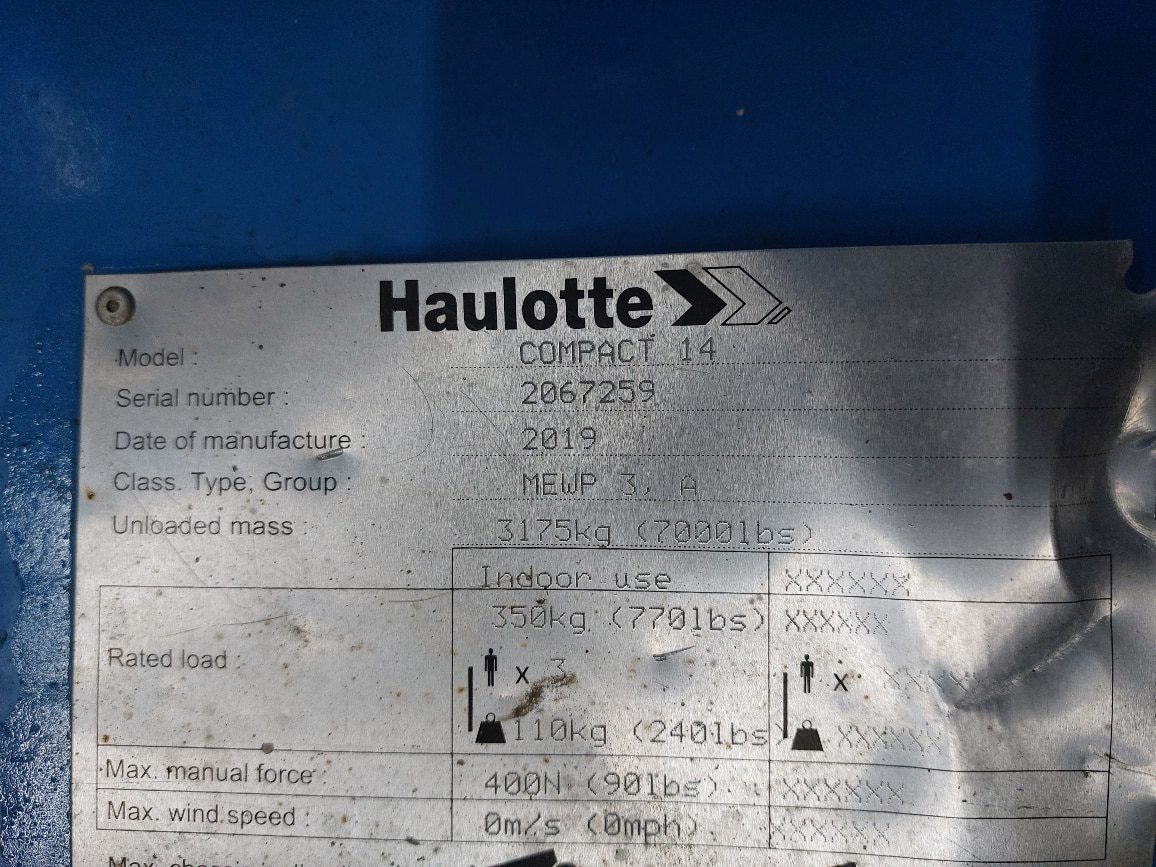 Haulotte
Model : COMPACT 14
Serial number : 2067259
Date of manufacture : 2019
Class. Type, Group : MEWP 3, A
Unloaded mass : 3175kg (7000lbs)
Indoor use XXXXXX
350kg (770lbs) XXXXXX
Rated load : x 3 x XXXX
110kg (240lbs) XXXXXX
Max. manual force : 400N (90lbs) XXXXXX
Max. wind speed : 0m/s (0mph) XXXXXX